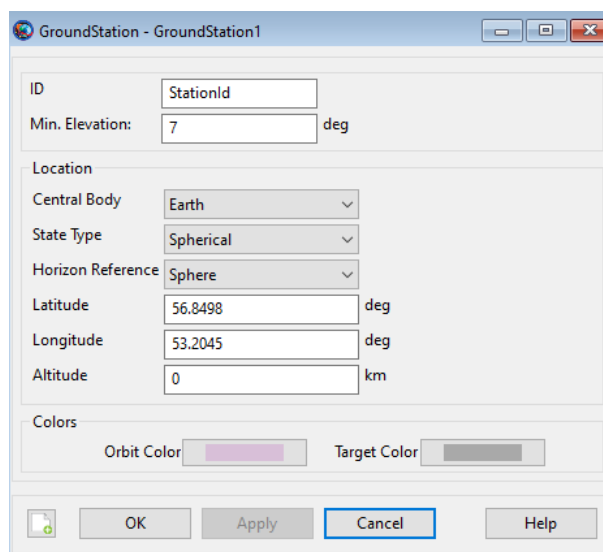 GroundStation - GroundStation1
ID StationId
Min. Elevation: 7 deg
Location
Central Body Earth
State Type Spherical
Horizon Reference Sphere
Latitude 56.8498 deg
Longitude 53.2045 deg
Altitude 0 km
Colors
Orbit Color Target Color
OK Apply Cancel Help